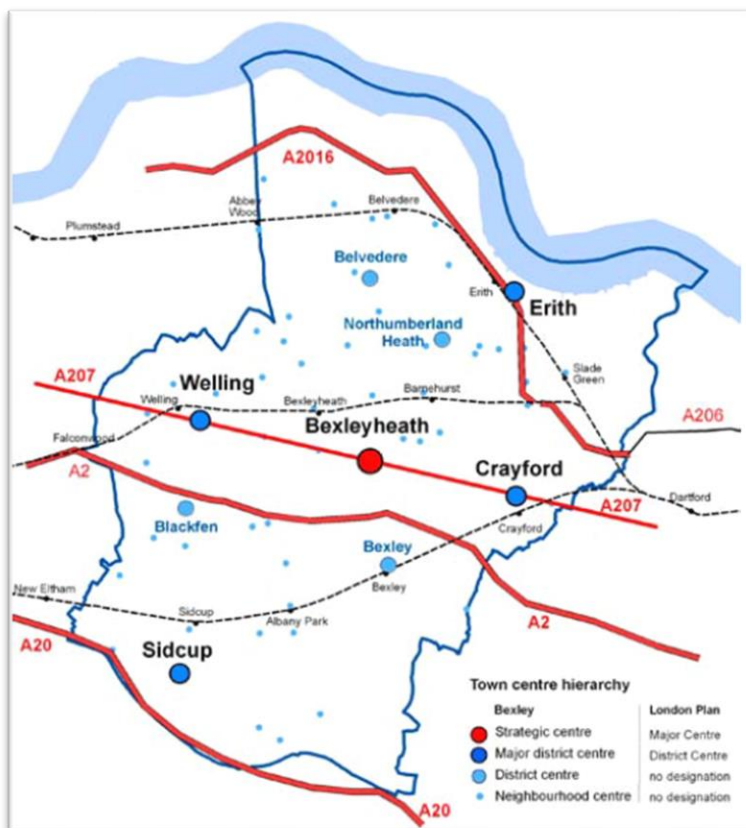 A2016
Abbey
Wood
Belvedere
Plumstead
Belvedere
Erith
Erith
Northumberland
Heath
Slade
Green
A207
Welling
Welling
Bexleyheath
Barnehurst
A206
Bexleyheath
Falconwood
A2
Crayford
Dartford
A207
Crayford
Blackfen
Bexley
Bexley
New Eltham
Sidcup
Albany Park
A20
A2
Sidcup
Town centre hierarchy
Bexley London Plan
Strategic centre Major Centre
Major district centre District Centre
District centre no designation
Neighbourhood centre no designation
A20